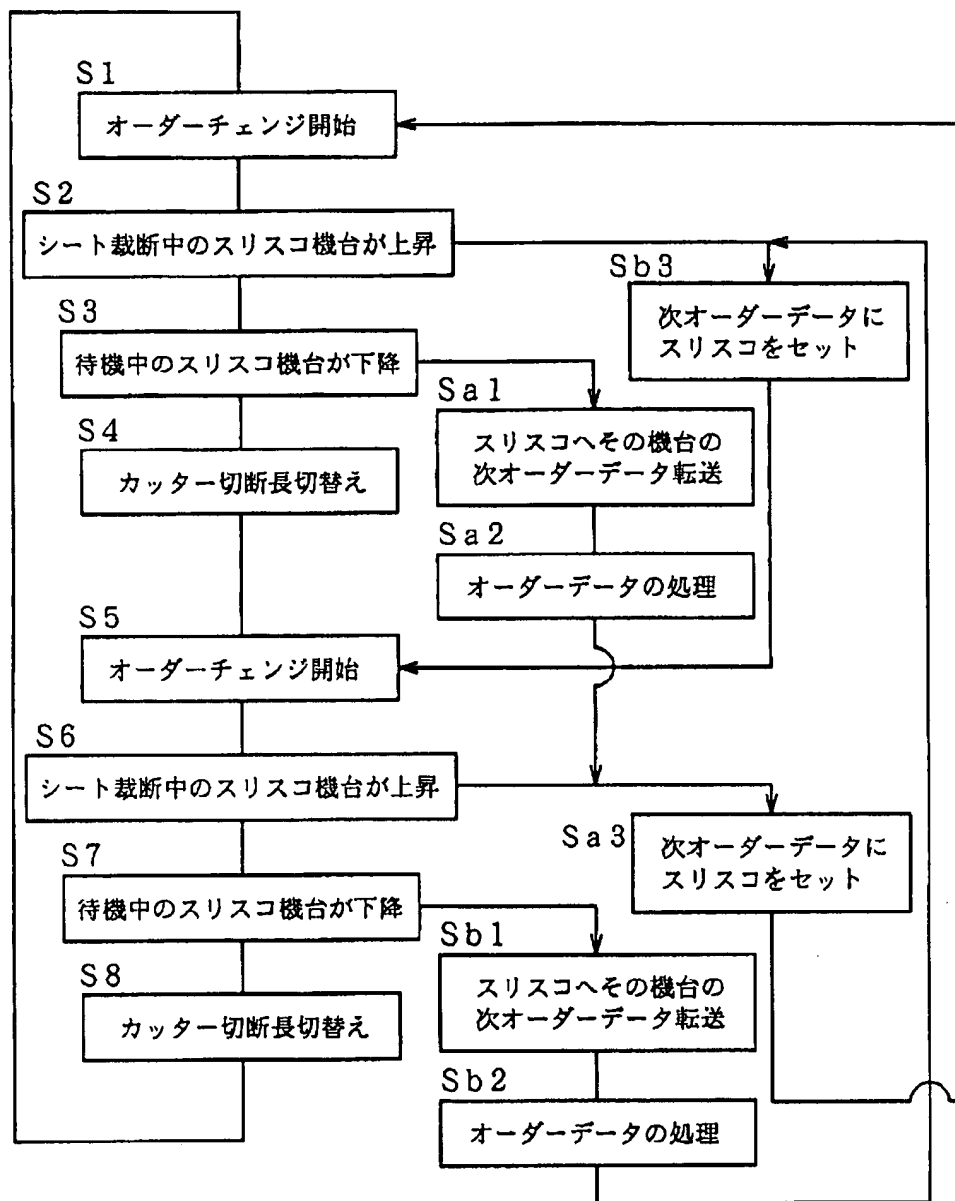 S1
オーダーチェンジ開始
S2
シート裁断中のスリスコ機台が上昇
Sb3
次オーダーデータに
スリスコをセット
S3
待機中のスリスコ機台が下降
Sa1
スリスコへその機台の
次オーダーデータ転送
S4
カッター切断長切替え
Sa2
オーダーデータの処理
S5
オーダーチェンジ開始
S6
シート裁断中のスリスコ機台が上昇
Sa3
次オーダーデータに
スリスコをセット
S7
待機中のスリスコ機台が下降
Sb1
スリスコへその機台の
次オーダーデータ転送
S8
カッター切断長切替え
Sb2
オーダーデータの処理